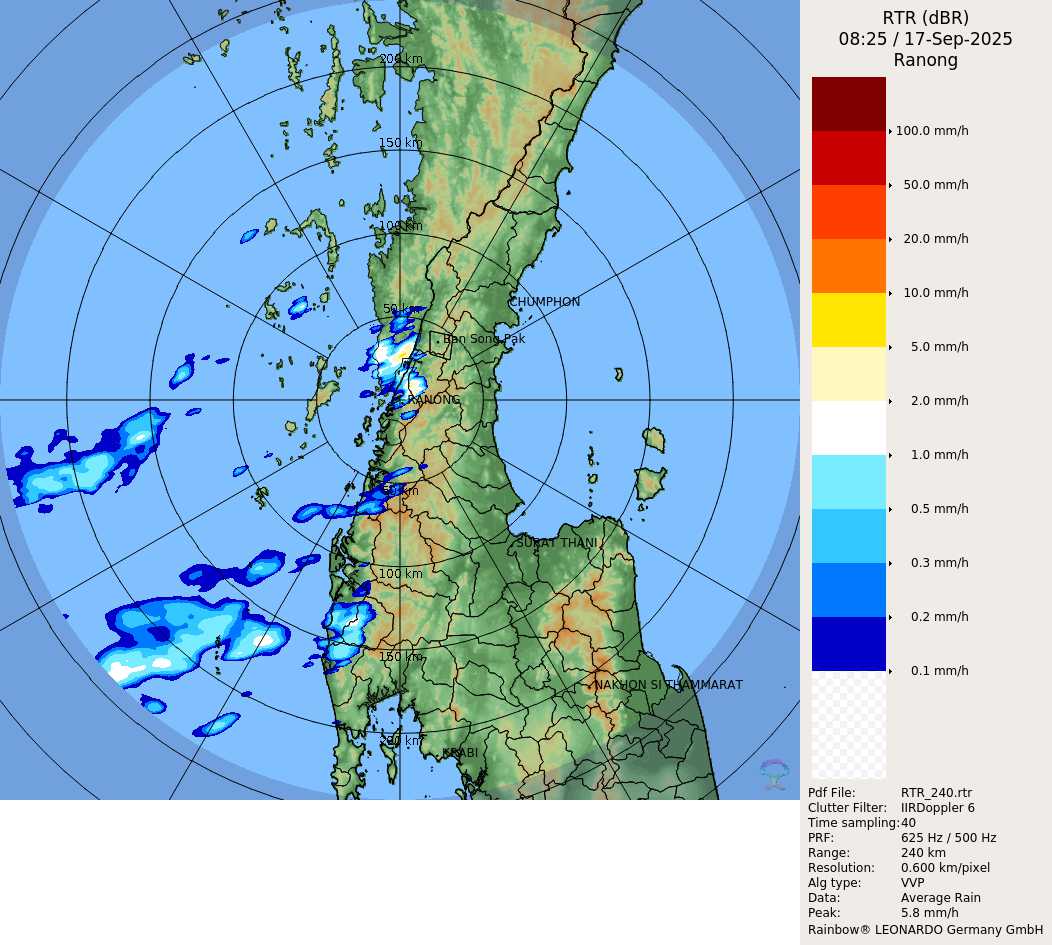 RTR (dBR)
08:25 / 17-Sep-2025
Ranong
100.0 mm/h
50.0 mm/h
20.0 mm/h
10.0 mm/h
5.0 mm/h
2.0 mm/h
1.0 mm/h
0.5 mm/h
0.3 mm/h
0.2 mm/h
0.1 mm/h
200 km
150 km
100 km
50 km
CHUMPHON
Ban Song Pak
RANONG
50 km
SURAT THANI
100 km
150 km
NAKHON SI THAMMARAT
200 km
KRABI
Pdf File: RTR_240.rtr
Clutter Filter: IIRDoppler 6
Time sampling: 40
PRF: 625 Hz / 500 Hz
Range: 240 km
Resolution: 0.600 km/pixel
Alg type: VVP
Data: Average Rain
Peak: 5.8 mm/h
Rainbow® LEONARDO Germany GmbH